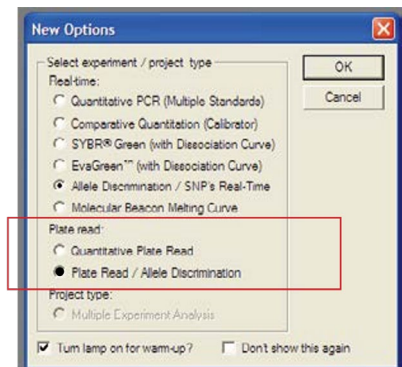 New Options
Select experiment / project type
OK
Real-time:
Quantitative PCR (Multiple Standards)
Cancel
Comparative Quantitation (Calibrator)
SYBR® Green (with Dissociation Curve)
EvaGreen™ (with Dissociation Curve)
Allele Discrimination / SNP's Real-Time
Molecular Beacon Melting Curve
Plate read:
Quantitative Plate Read
Plate Read / Allele Discrimination
Project type:
Multiple Experiment Analysis
Turn lamp on for warm-up?
Don't show this again